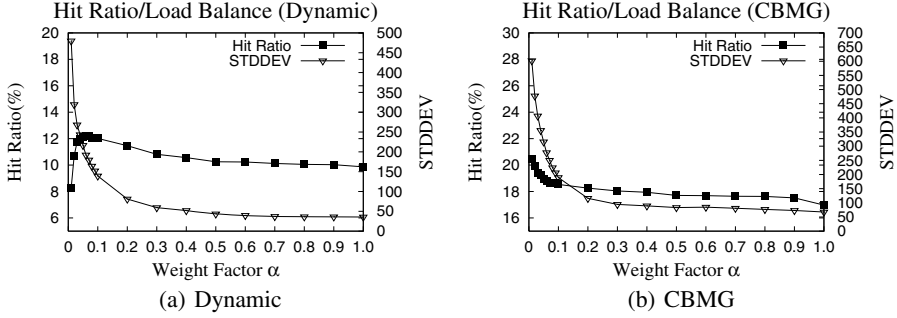 Hit Ratio/Load Balance (Dynamic)
20
18
16
14
12
10
8
6
Hit Ratio(%)
500
450
400
350
300
250
200
150
100
50
0
STDDEV
Hit Ratio
STDDEV
0 0.1 0.2 0.3 0.4 0.5 0.6 0.7 0.8 0.9 1.0
Weight Factor α
(a) Dynamic
Hit Ratio/Load Balance (CBMG)
30
28
26
24
22
20
18
16
Hit Ratio(%)
700
650
600
550
500
450
400
350
300
250
200
150
100
50
0
STDDEV
Hit Ratio
STDDEV
0 0.1 0.2 0.3 0.4 0.5 0.6 0.7 0.8 0.9 1.0
Weight Factor α
(b) CBMG